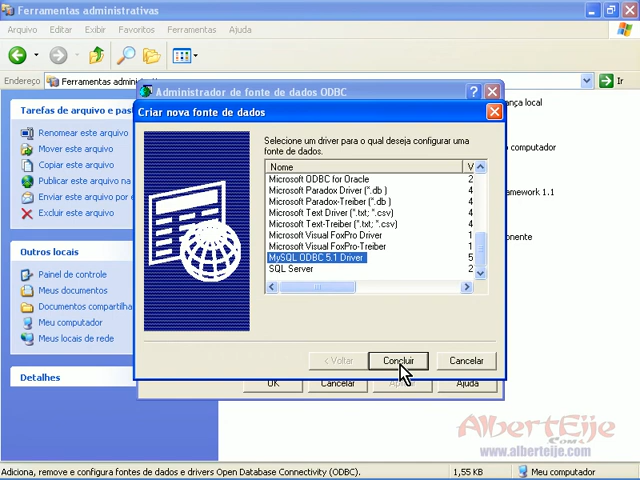 Ferramentas administrativas
Arquivo Editar Exibir Favoritos Ferramentas Ajuda
Voltar
Endereço Ferramentas administra
Ir
Tarefas de arquivo e past
Renomear este arquivo
Mover este arquivo
Copiar este arquivo
Publicar este arquivo na
Enviar este arquivo por e
Excluir este arquivo
Outros locais
Painel de controle
Meus documentos
Documentos compartilha
Meu computador
Meus locais de rede
Detalhes
Administrador de fonte de dados ODBC
Criar nova fonte de dados
Selecione um driver para o qual deseja configurar uma
fonte de dados.
Nome V
Microsoft ODBC for Oracle 2
Microsoft Paradox Driver (*.db ) 4
Microsoft Paradox-Treiber (*.db ) 4
Microsoft Text Driver (*.txt; *.csv) 4
Microsoft Text-Treiber (*.txt; *.csv) 4
Microsoft Visual FoxPro Driver 1
Microsoft Visual FoxPro-Treiber 1
MySQL ODBC 5.1 Driver 5
SQL Server 2
< Voltar Concluir Cancelar
OK Cancelar Ajuda
nça local
computador
amework 1.1
onente
AlbertEije
.com
www.alberteije.com
Adiciona, remove e configura fontes de dados e drivers Open Database Connectivity (ODBC). 1,55 KB Meu computador